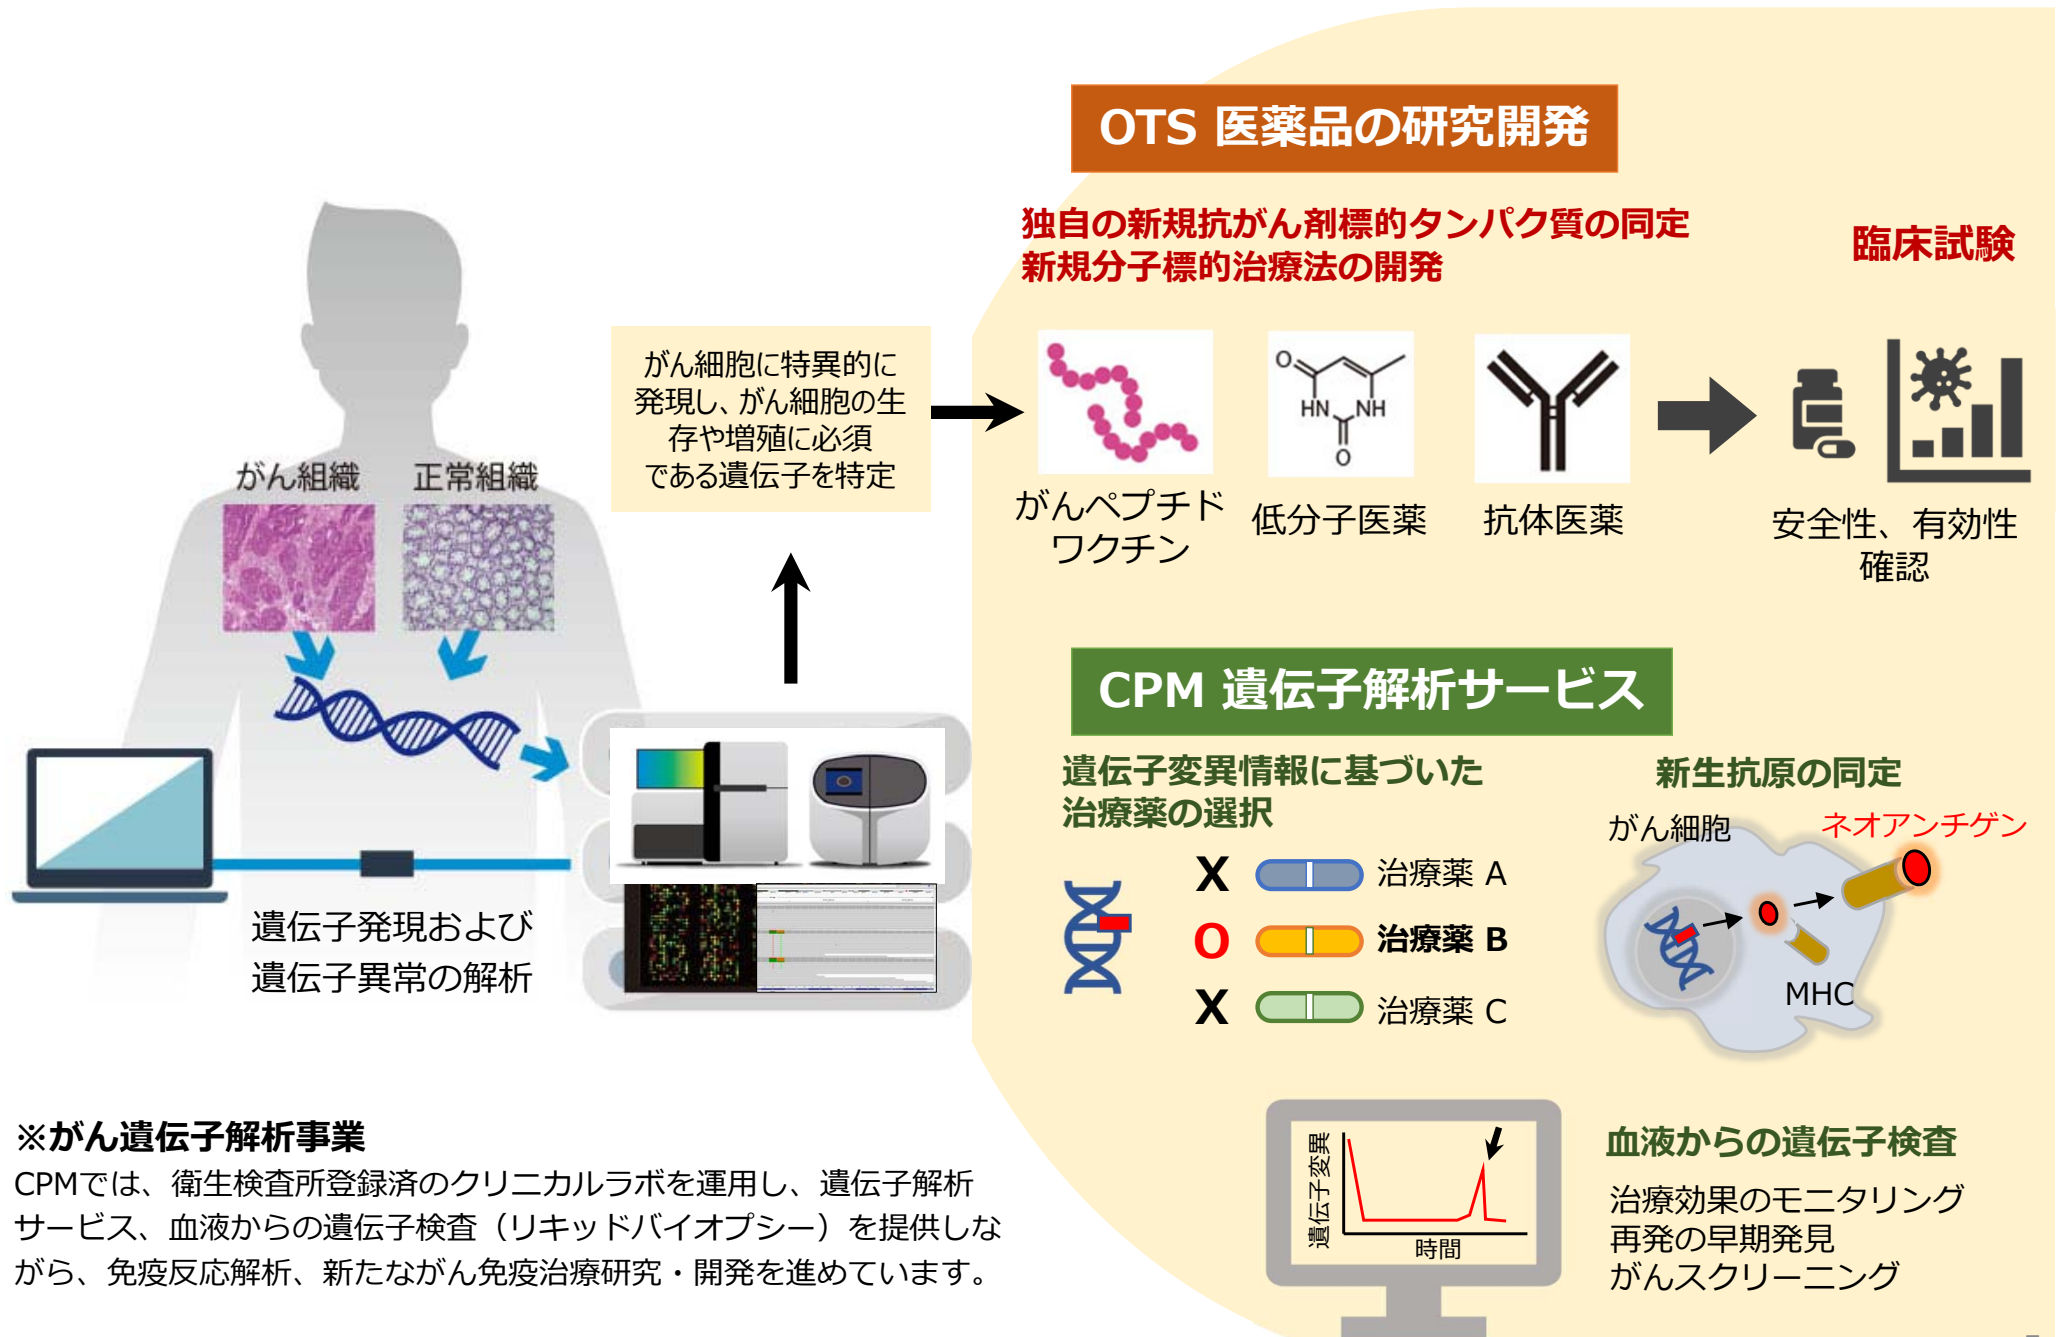 OTS 医薬品の研究開発
独自の新規抗がん剤標的タンパク質の同定
新規分子標的治療法の開発
臨床試験
がん細胞に特異的に
発現し、がん細胞の生
存や増殖に必須
である遺伝子を特定
がん組織
正常組織
O
HN
NH
O
がんペプチド
ワクチン
低分子医薬
抗体医薬
安全性、有効性
確認
CPM 遺伝子解析サービス
遺伝子変異情報に基づいた
治療薬の選択
X 治療薬 A
O 治療薬 B
X 治療薬 C
新生抗原の同定
がん細胞
ネオアンチゲン
MHC
遺伝子発現および
遺伝子異常の解析
※がん遺伝子解析事業
CPMでは、衛生検査所登録済のクリニカルラボを運用し、遺伝子解析
サービス、血液からの遺伝子検査（リキッドバイオプシー）を提供しな
がら、免疫反応解析、新たながん免疫治療研究・開発を進めています。
遺伝子変異
時間
血液からの遺伝子検査
治療効果のモニタリング
再発の早期発見
がんスクリーニング